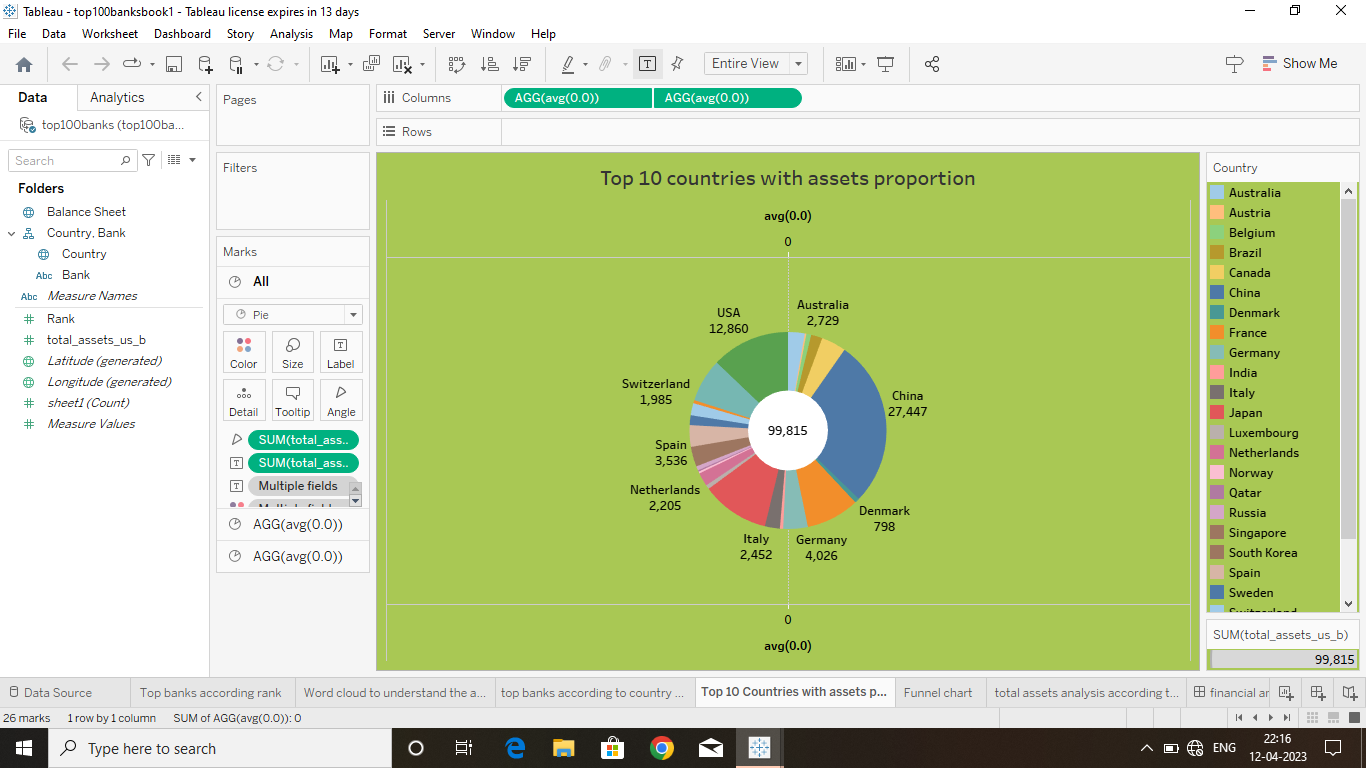 Tableau - top100banksbook1 - Tableau license expires in 13 days
File Data Worksheet Dashboard Story Analysis Map Format Server Window Help
Entire View
Show Me
Data Analytics
top100banks (top100ba...
Search
Folders
Balance Sheet
Country, Bank
Country
Abc Bank
Abc Measure Names
Rank
total_assets_us_b
Latitude (generated)
Longitude (generated)
sheet1 (Count)
Measure Values
Pages
Filters
Marks
All
Pie
Color Size Label
Detail Tooltip Angle
SUM(total_ass..
SUM(total_ass..
Multiple fields
AGG(avg(0.0))
AGG(avg(0.0))
Columns AGG(avg(0.0)) AGG(avg(0.0))
Rows
Top 10 countries with assets proportion
avg(0.0)
0
Australia
2,729
USA
12,860
Switzerland
1,985
China
27,447
99,815
Spain
3,536
Netherlands
2,205
Denmark
798
Italy
2,452
Germany
4,026
0
avg(0.0)
Country
Australia
Austria
Belgium
Brazil
Canada
China
Denmark
France
Germany
India
Italy
Japan
Luxembourg
Netherlands
Norway
Qatar
Russia
Singapore
South Korea
Spain
Sweden
Switzerland
SUM(total_assets_us_b)
99,815
Data Source Top banks according rank Word cloud to understand the a... top banks according to country ... Top 10 Countries with assets p... Funnel chart total assets analysis according t... financial ar
26 marks 1 row by 1 column SUM of AGG(avg(0.0)): 0
Type here to search
ENG
22:16
12-04-2023